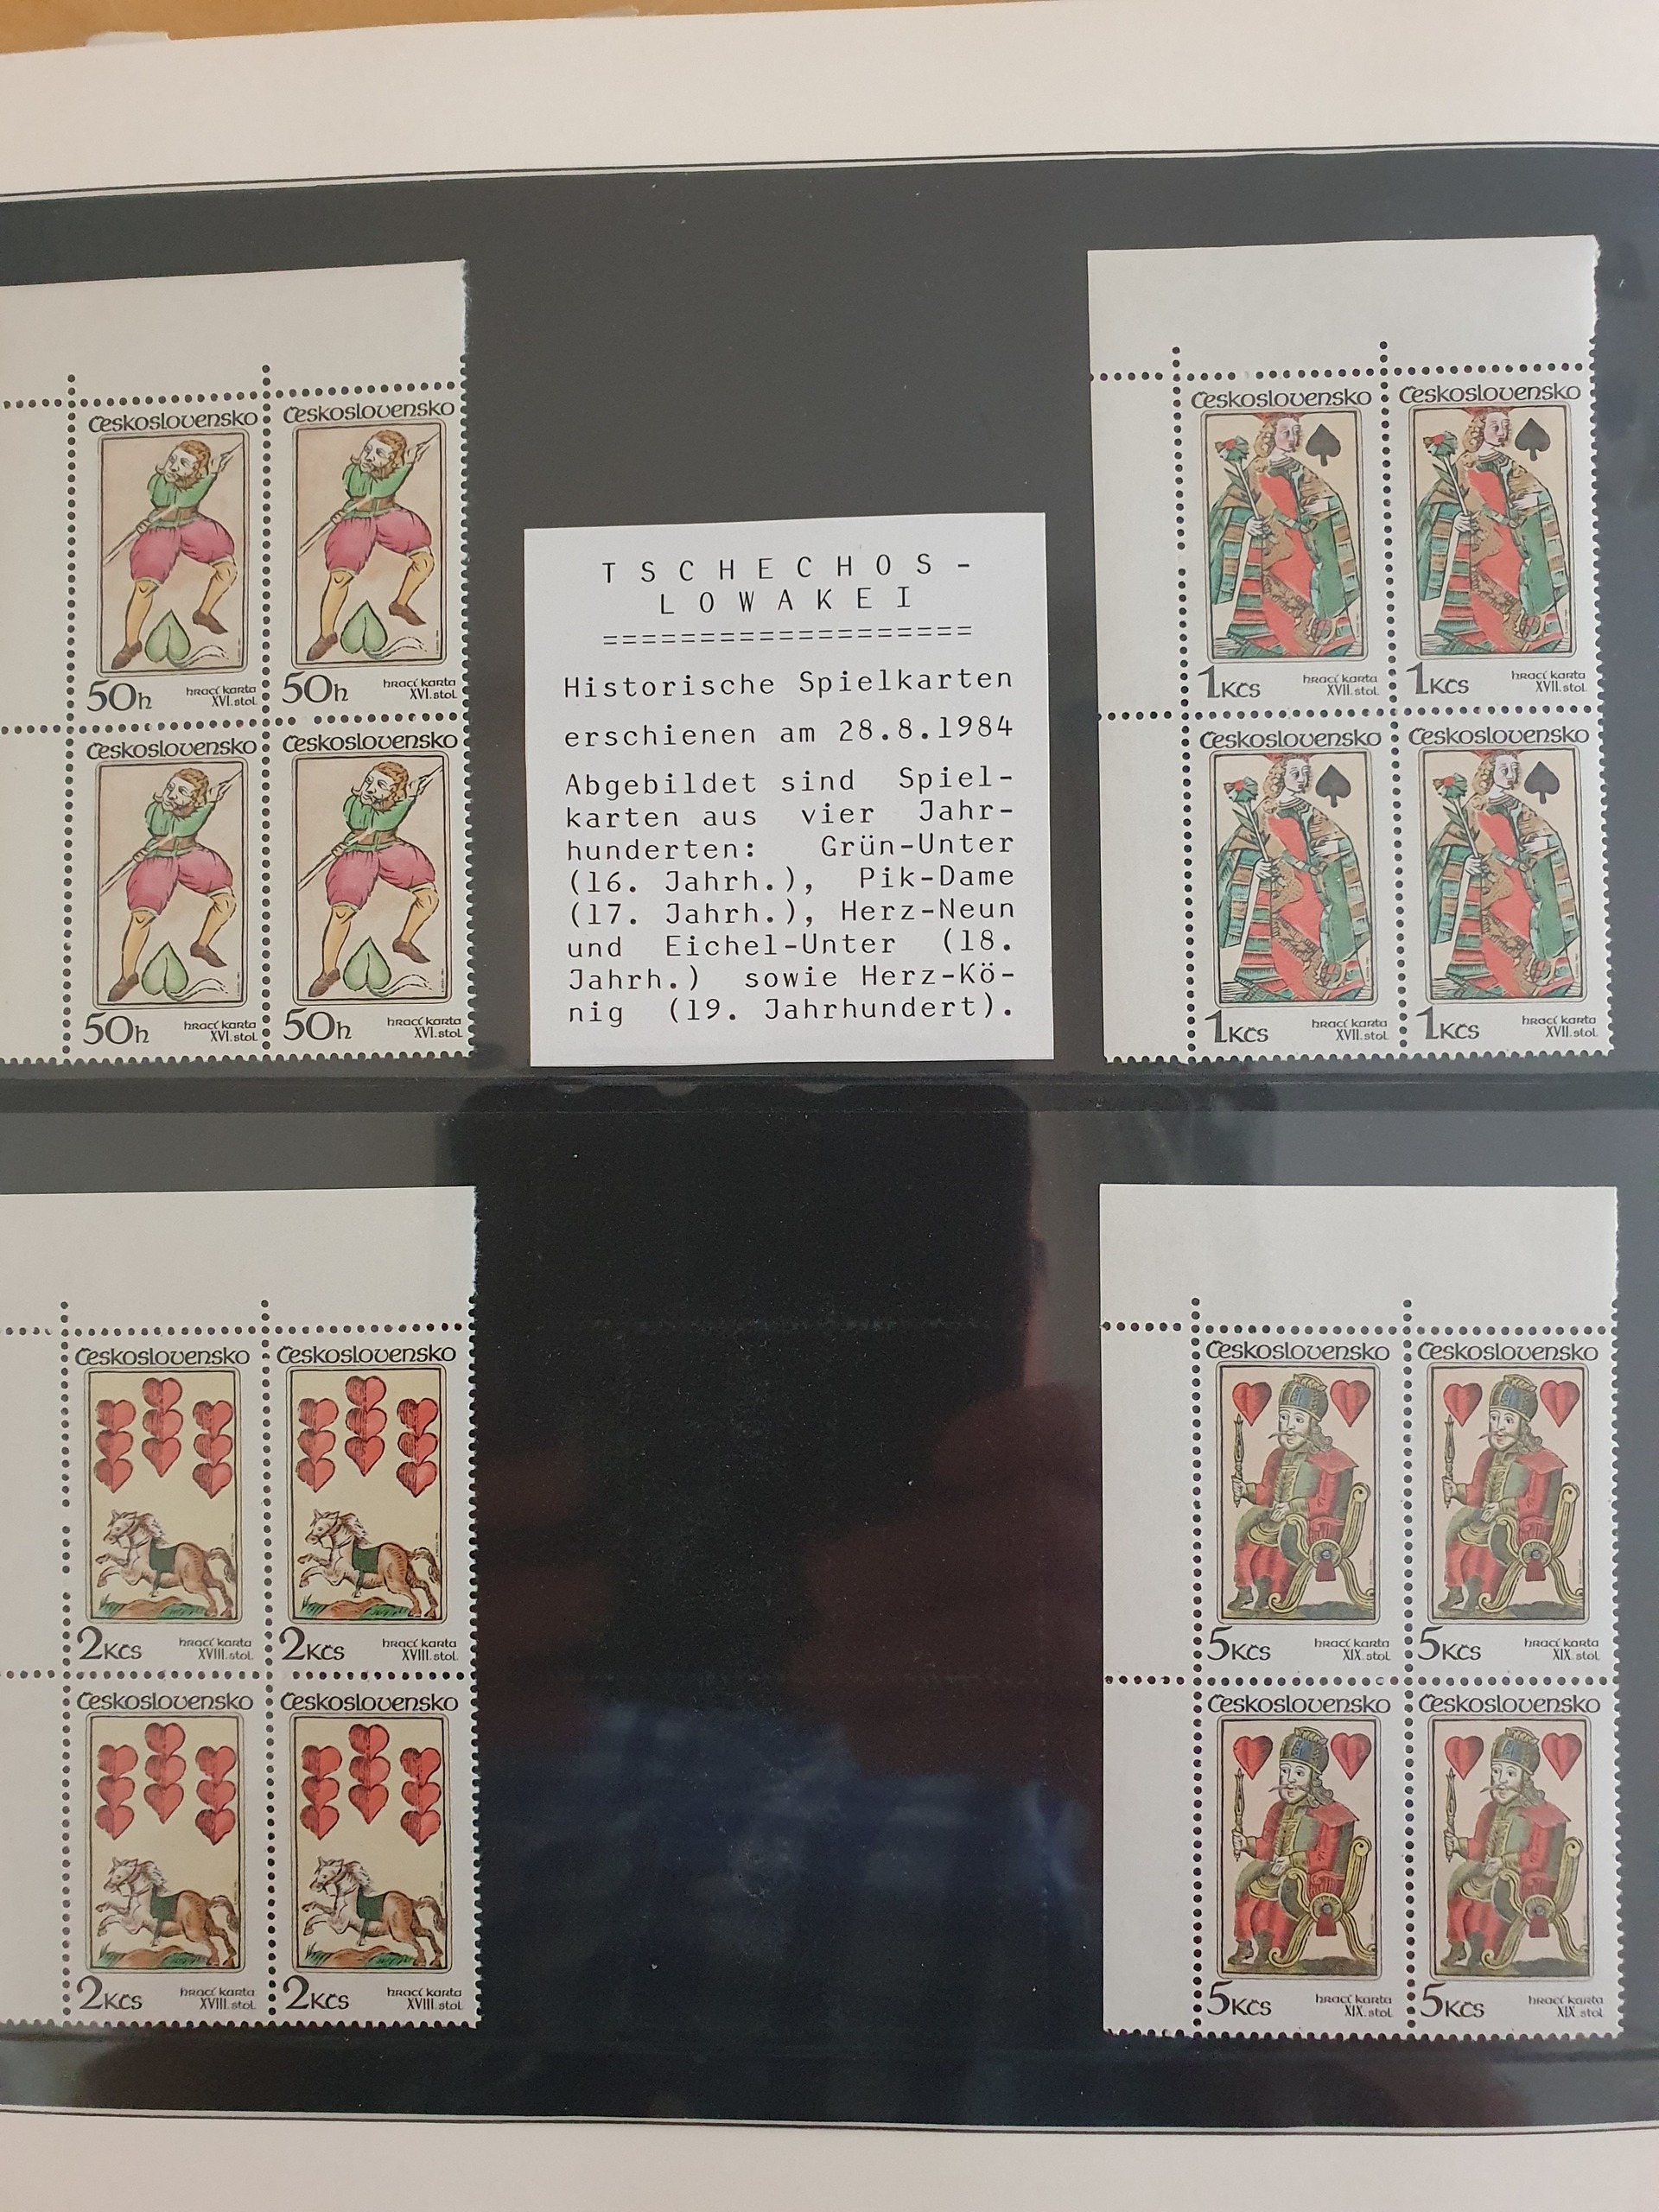 Československo Československo
50h hrací karta 50h hrací karta
XVI. stol. XVI. stol.
Československo Československo
50h hrací karta 50h hrací karta
XVI. stol. XVI. stol.
TSCHECHOS-
LOWAKEI
===================
Historische Spielkarten
erschienen am 28.8.1984
Abgebildet sind Spiel-
karten aus vier Jahr-
hunderten: Grün-Unter
(16. Jahrh.), Pik-Dame
(17. Jahrh.), Herz-Neun
und Eichel-Unter (18.
Jahrh.) sowie Herz-Kö-
nig (19. Jahrhundert).
Československo Československo
1Kčs hrací karta 1Kčs hrací karta
XVII. stol. XVII. stol.
Československo Československo
1Kčs hrací karta 1Kčs hrací karta
XVII. stol. XVII. stol.
Československo Československo
2Kčs hrací karta 2Kčs hrací karta
XVIII. stol. XVIII. stol.
Československo Československo
2Kčs hrací karta 2Kčs hrací karta
XVIII. stol. XVIII. stol.
Československo Československo
5Kčs hrací karta 5Kčs hrací karta
XIX. stol. XIX. stol.
Československo Československo
5Kčs hrací karta 5Kčs hrací karta
XIX. stol. XIX. stol.